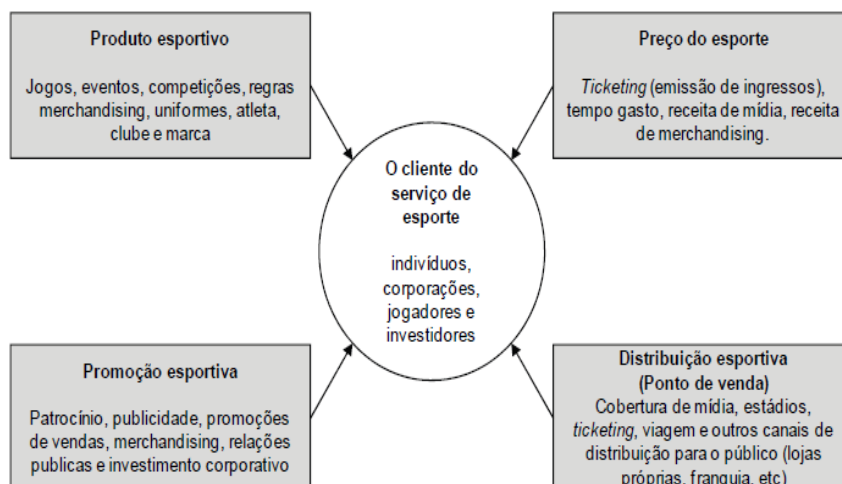 Produto esportivo
Jogos, eventos, competições, regras
merchandising, uniformes, atleta,
clube e marca
Preço do esporte
Ticketing (emissão de ingressos),
tempo gasto, receita de mídia, receita
de merchandising.
O cliente do
serviço de
esporte
indivíduos,
corporações,
jogadores e
investidores
Promoção esportiva
Patrocínio, publicidade, promoções
de vendas, merchandising, relações
publicas e investimento corporativo
Distribuição esportiva
(Ponto de venda)
Cobertura de mídia, estádios,
ticketing, viagem e outros canais de
distribuição para o público (lojas
próprias, franquia, etc)